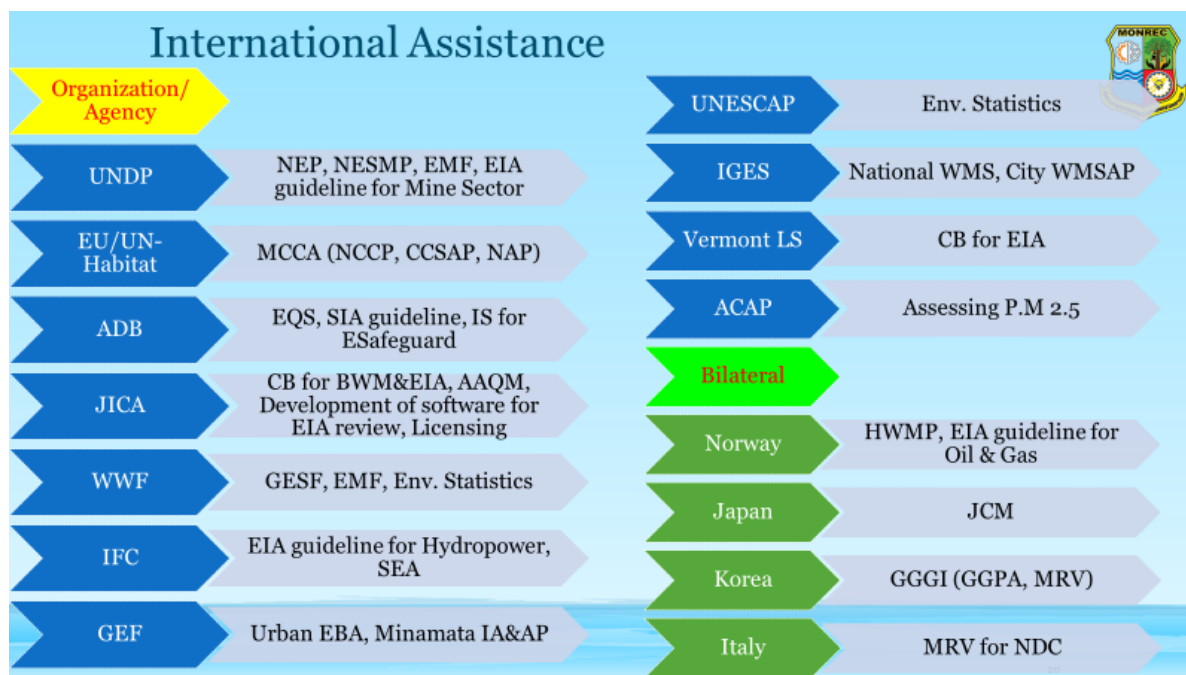 International Assistance
MONREC
Organization/
Agency
UNDP
NEP, NESMP, EMF, EIA
guideline for Mine Sector
EU/UN-
Habitat
MCCA (NCCP, CCSAP, NAP)
ADB
EQS, SIA guideline, IS for
ESafeguard
JICA
CB for BWM&EIA, AAQM,
Development of software for
EIA review, Licensing
WWF
GESF, EMF, Env. Statistics
IFC
EIA guideline for Hydropower,
SEA
GEF
Urban EBA, Minamata IA&AP
UNESCAP
Env. Statistics
IGES
National WMS, City WMSAP
Vermont LS
CB for EIA
ACAP
Assessing P.M 2.5
Bilateral
Norway
HWMP, EIA guideline for
Oil & Gas
Japan
JCM
Korea
GGGI (GGPA, MRV)
Italy
MRV for NDC